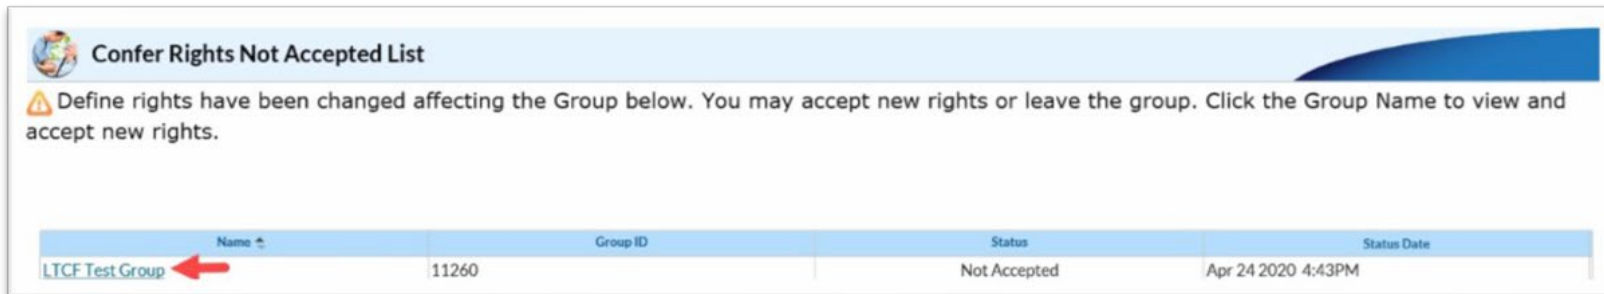 Confer Rights Not Accepted List
Define rights have been changed affecting the Group below. You may accept new rights or leave the group. Click the Group Name to view and
accept new rights.
Name Group ID Status Status Date
LTCF Test Group 11260 Not Accepted Apr 24 2020 4:43PM